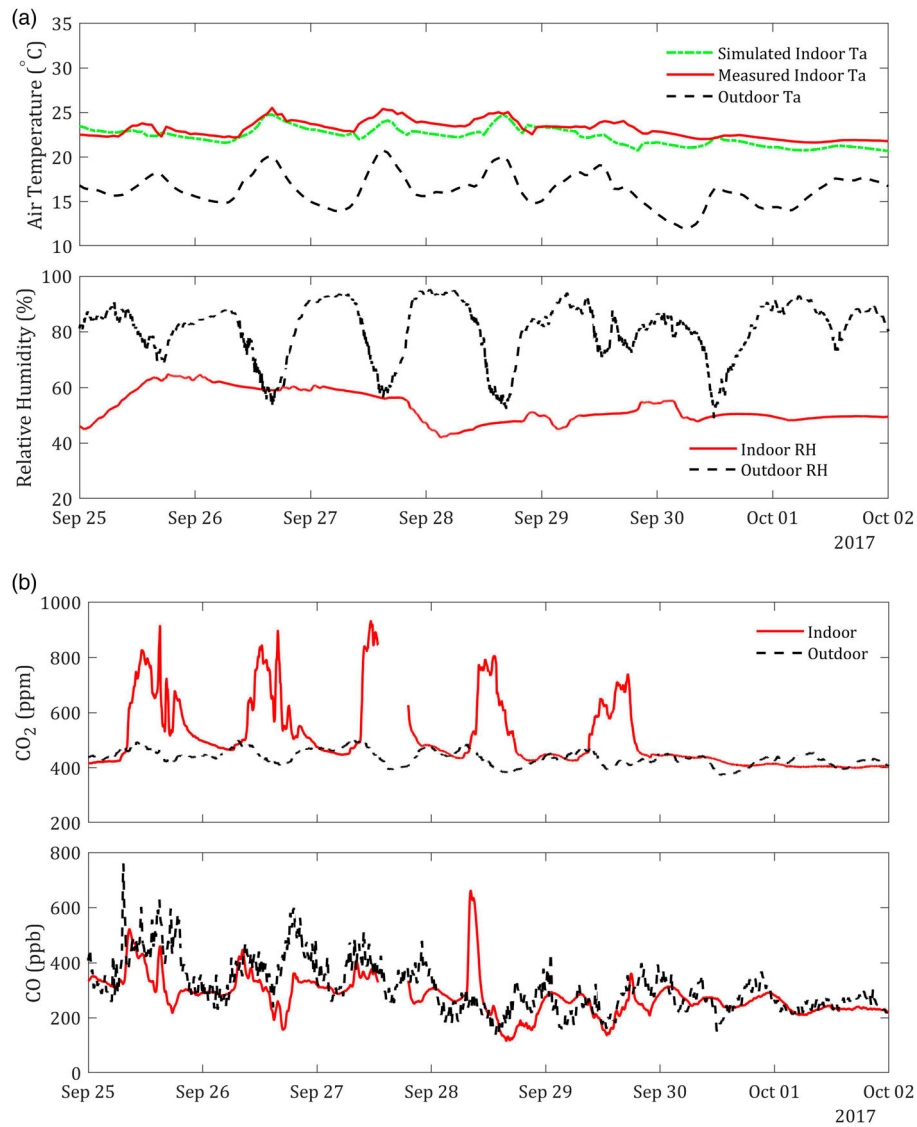 (a)
Air Temperature (°C)
35
30
25
20
15
10
Simulated Indoor Ta
Measured Indoor Ta
Outdoor Ta
Relative Humidity (%)
100
80
60
40
20
Indoor RH
Outdoor RH
Sep 25 Sep 26 Sep 27 Sep 28 Sep 29 Sep 30 Oct 01 Oct 02
2017
(b)
CO2 (ppm)
1000
800
600
400
200
Indoor
Outdoor
CO (ppb)
800
600
400
200
0
Sep 25 Sep 26 Sep 27 Sep 28 Sep 29 Sep 30 Oct 01 Oct 02
2017